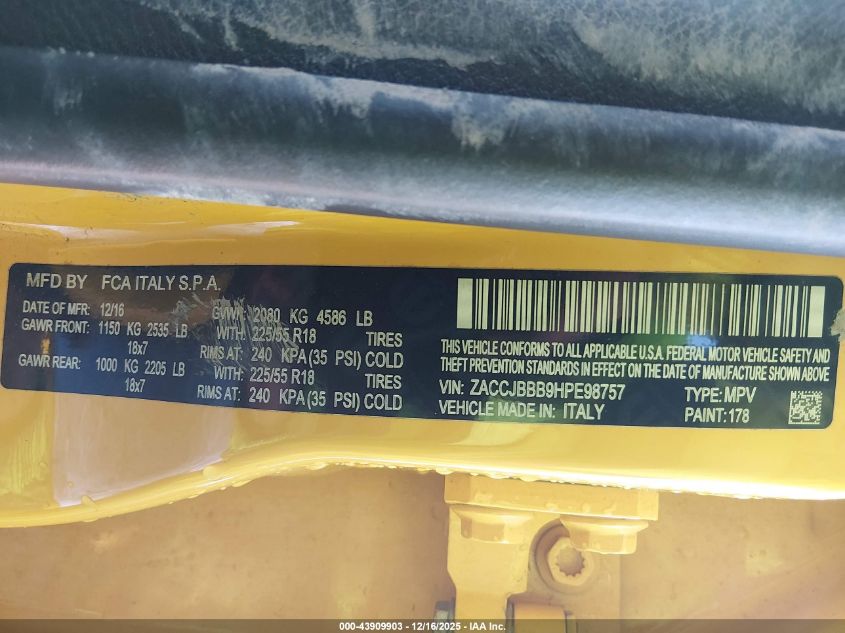 MFD BY FCA ITALY S.P.A.
DATE OF MFR: 12/16 GVWR: 2080 KG 4586 LB
GAWR FRONT: 1150 KG 2535 LB WITH: 225/55 R18 TIRES
18x7 RIMS AT: 240 KPA(35 PSI) COLD
GAWR REAR: 1000 KG 2205 LB WITH: 225/55 R18 TIRES
18x7 RIMS AT: 240 KPA(35 PSI) COLD
THIS VEHICLE CONFORMS TO ALL APPLICABLE U.S.A. FEDERAL MOTOR VEHICLE SAFETY AND
THEFT PREVENTION STANDARDS IN EFFECT ON THE DATE OF MANUFACTURE SHOWN ABOVE
VIN: ZACCJBBB9HPE98757 TYPE: MPV
VEHICLE MADE IN: ITALY PAINT: 178
000-43909903 - 12/16/2025 - IAA Inc.